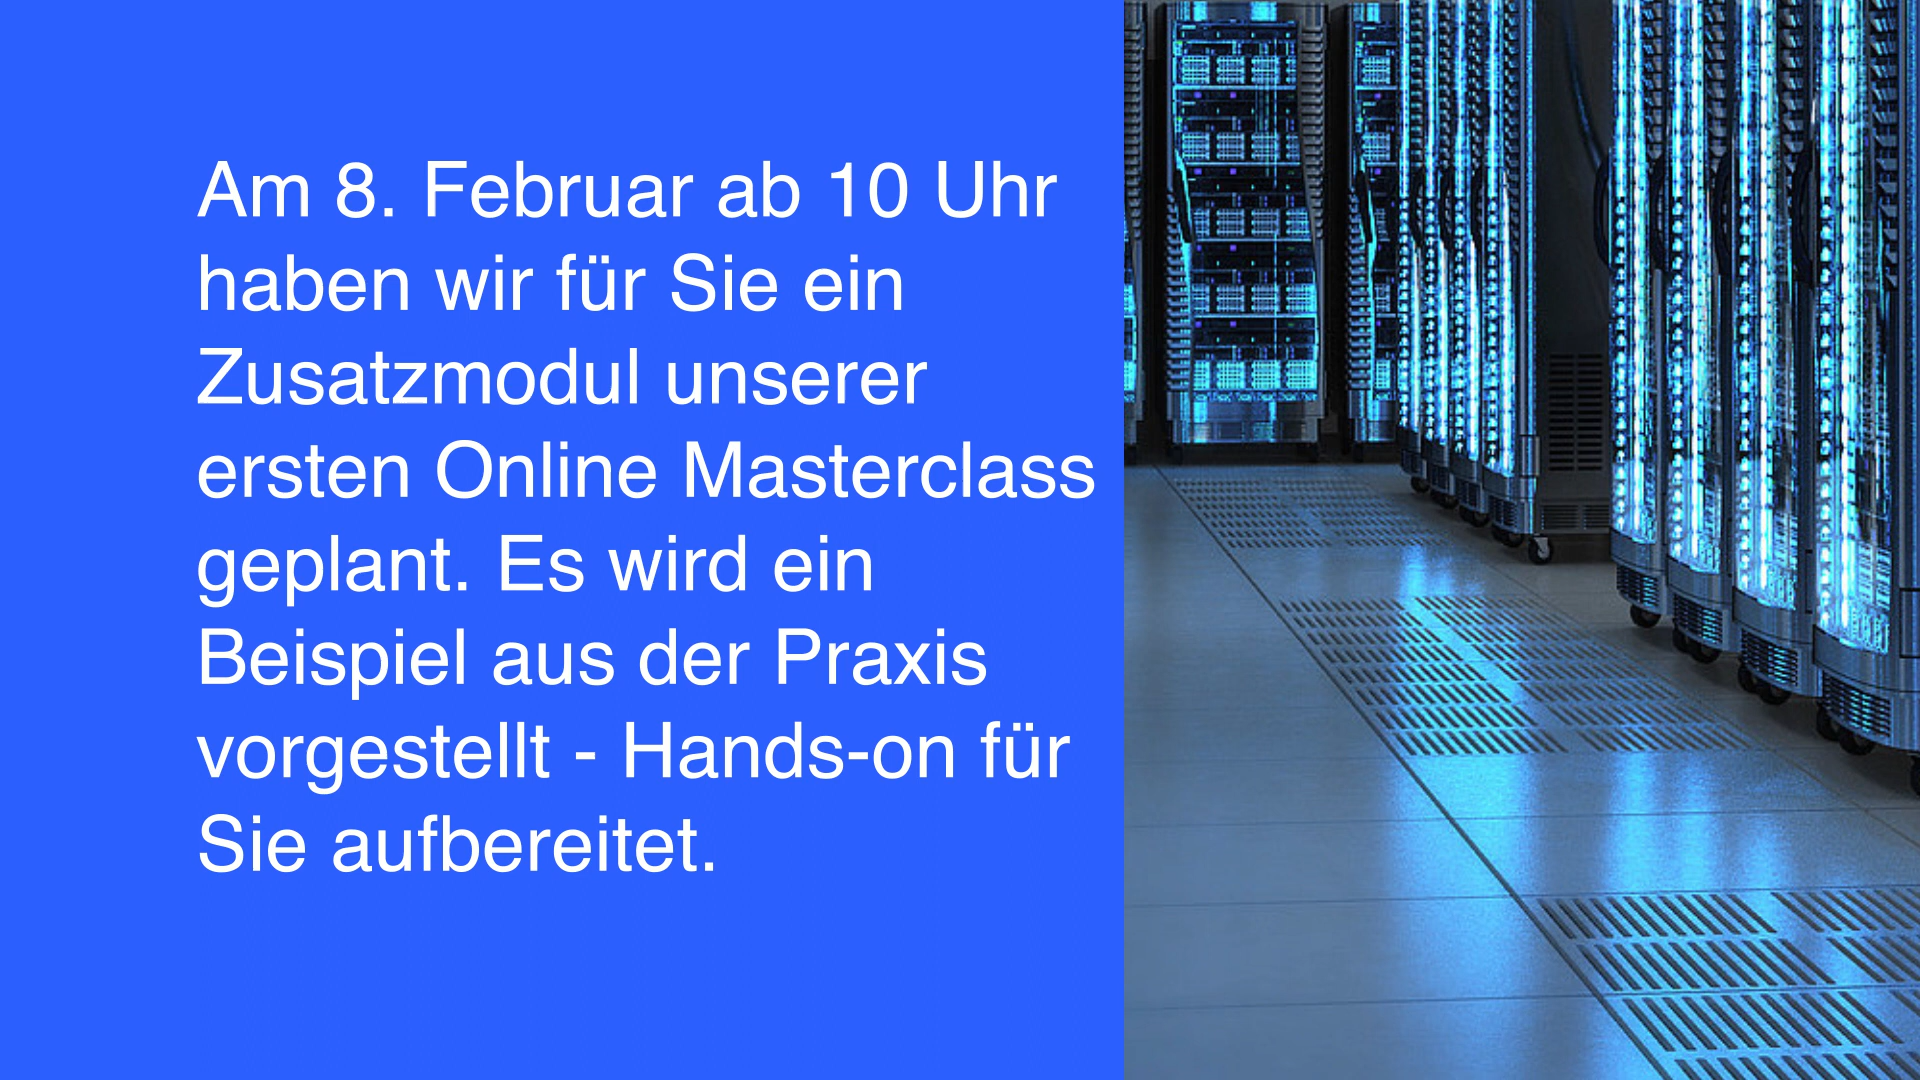 Am 8. Februar ab 10 Uhr
haben wir für Sie ein
Zusatzmodul unserer
ersten Online Masterclass
geplant. Es wird ein
Beispiel aus der Praxis
vorgestellt - Hands-on für
Sie aufbereitet.